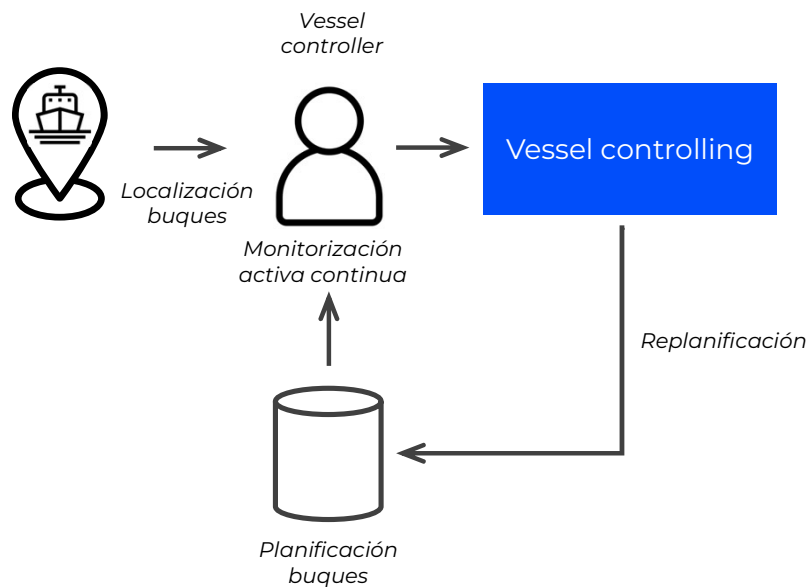 Vessel
controller
Vessel controlling
Localización
buques
Monitorización
activa continua
Replanificación
Planificación
buques